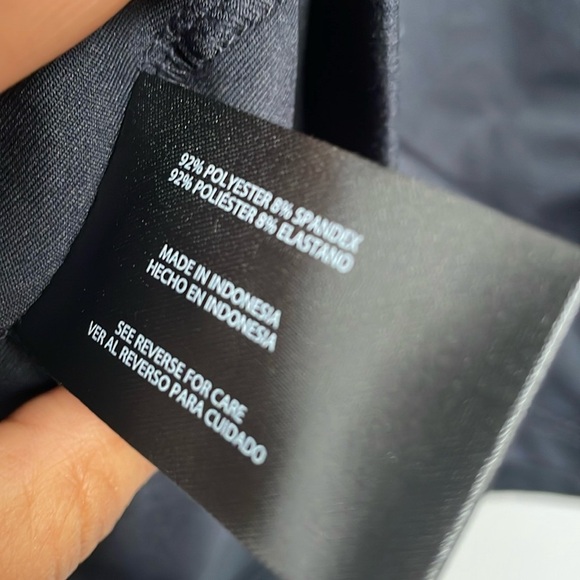 92% POLYESTER 8% SPANDEX
92% POLIÉSTER 8% ELASTANO
MADE IN INDONESIA
HECHO EN INDONESIA
SEE REVERSE FOR CARE
VER AL REVERSO PARA CUIDADO